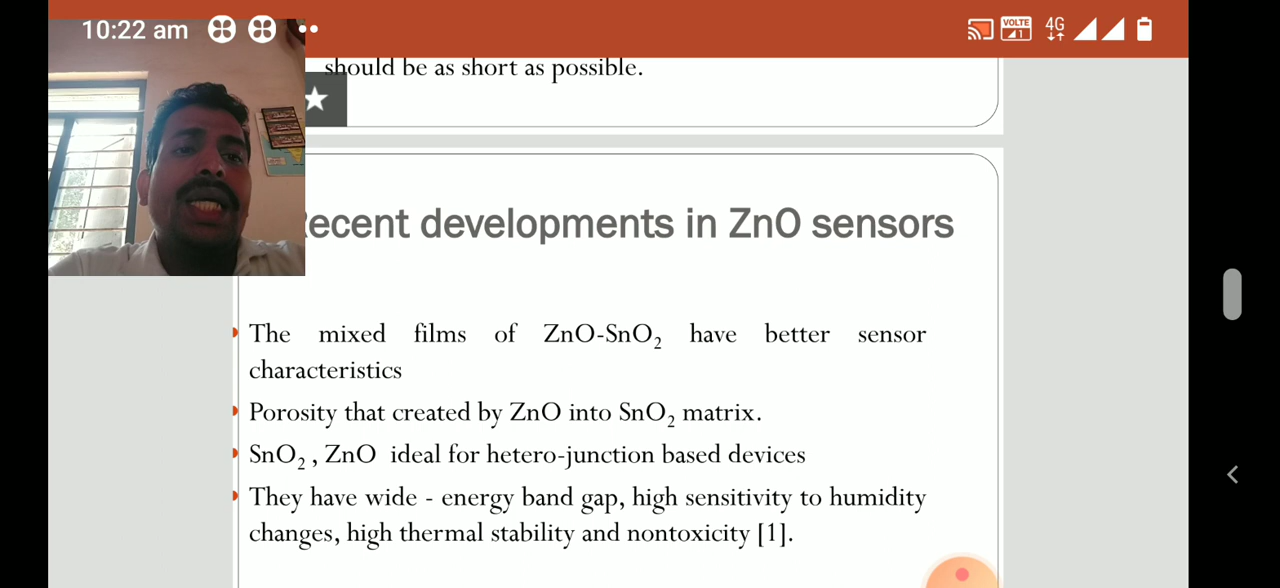 10:22 am
VOLTE
1
4G
should be as short as possible.
ecent developments in ZnO sensors
The mixed films of ZnO-SnO₂ have better sensor
characteristics
Porosity that created by ZnO into SnO₂ matrix.
SnO₂ , ZnO ideal for hetero-junction based devices
They have wide - energy band gap, high sensitivity to humidity
changes, high thermal stability and nontoxicity [1].